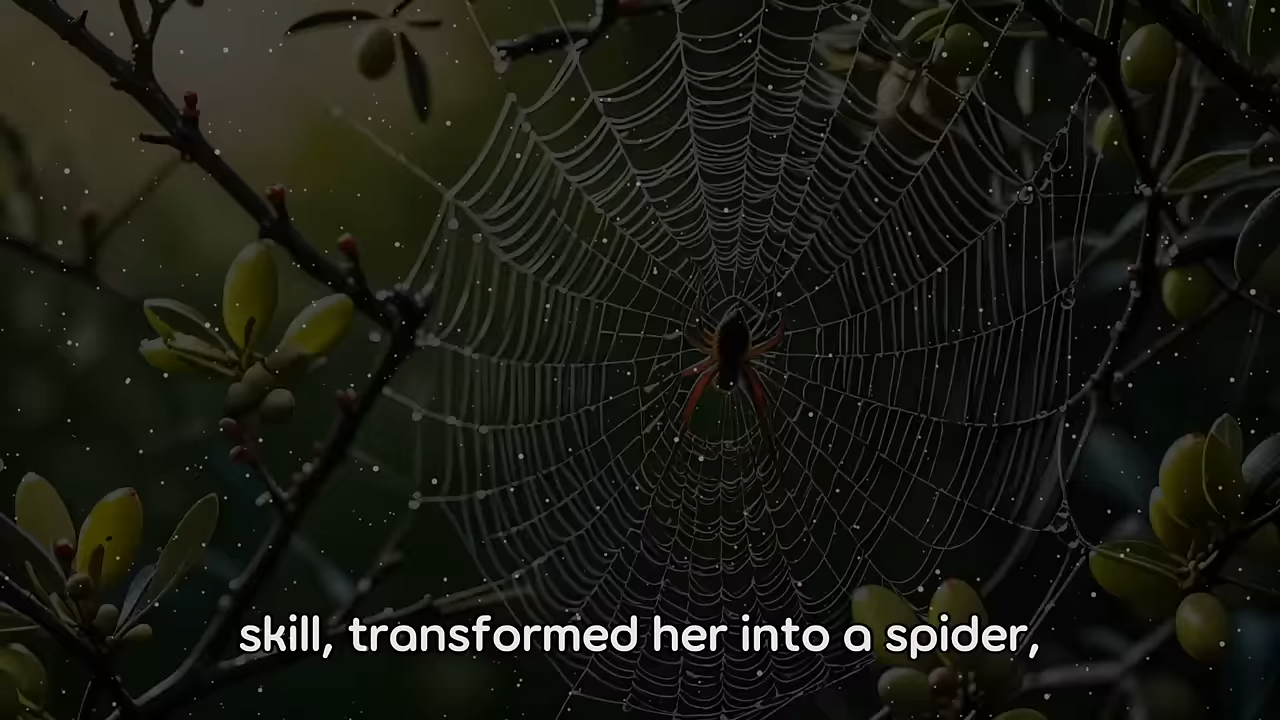 skill, transformed her into a spider,